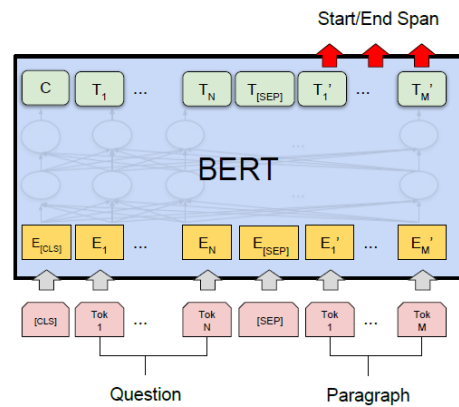 Start/End Span
C T1 ... TN T[SEP] T1' ... TM'
...
BERT
...
E[CLS] E1 ... EN E[SEP] E1' ... EM'
[CLS] Tok 1 ... Tok N [SEP] Tok 1 ... Tok M
Question Paragraph